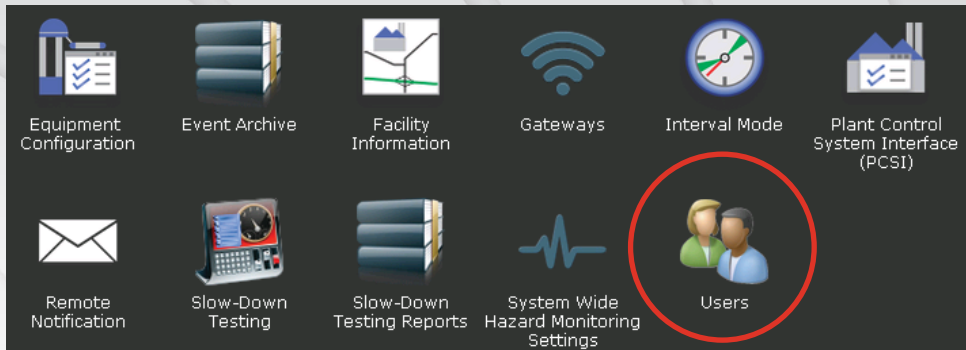 Equipment
Configuration
Event Archive
Facility
Information
Gateways
Interval Mode
Plant Control
System Interface
(PCSI)
Remote
Notification
Slow-Down
Testing
Slow-Down
Testing Reports
System Wide
Hazard Monitoring
Settings
Users